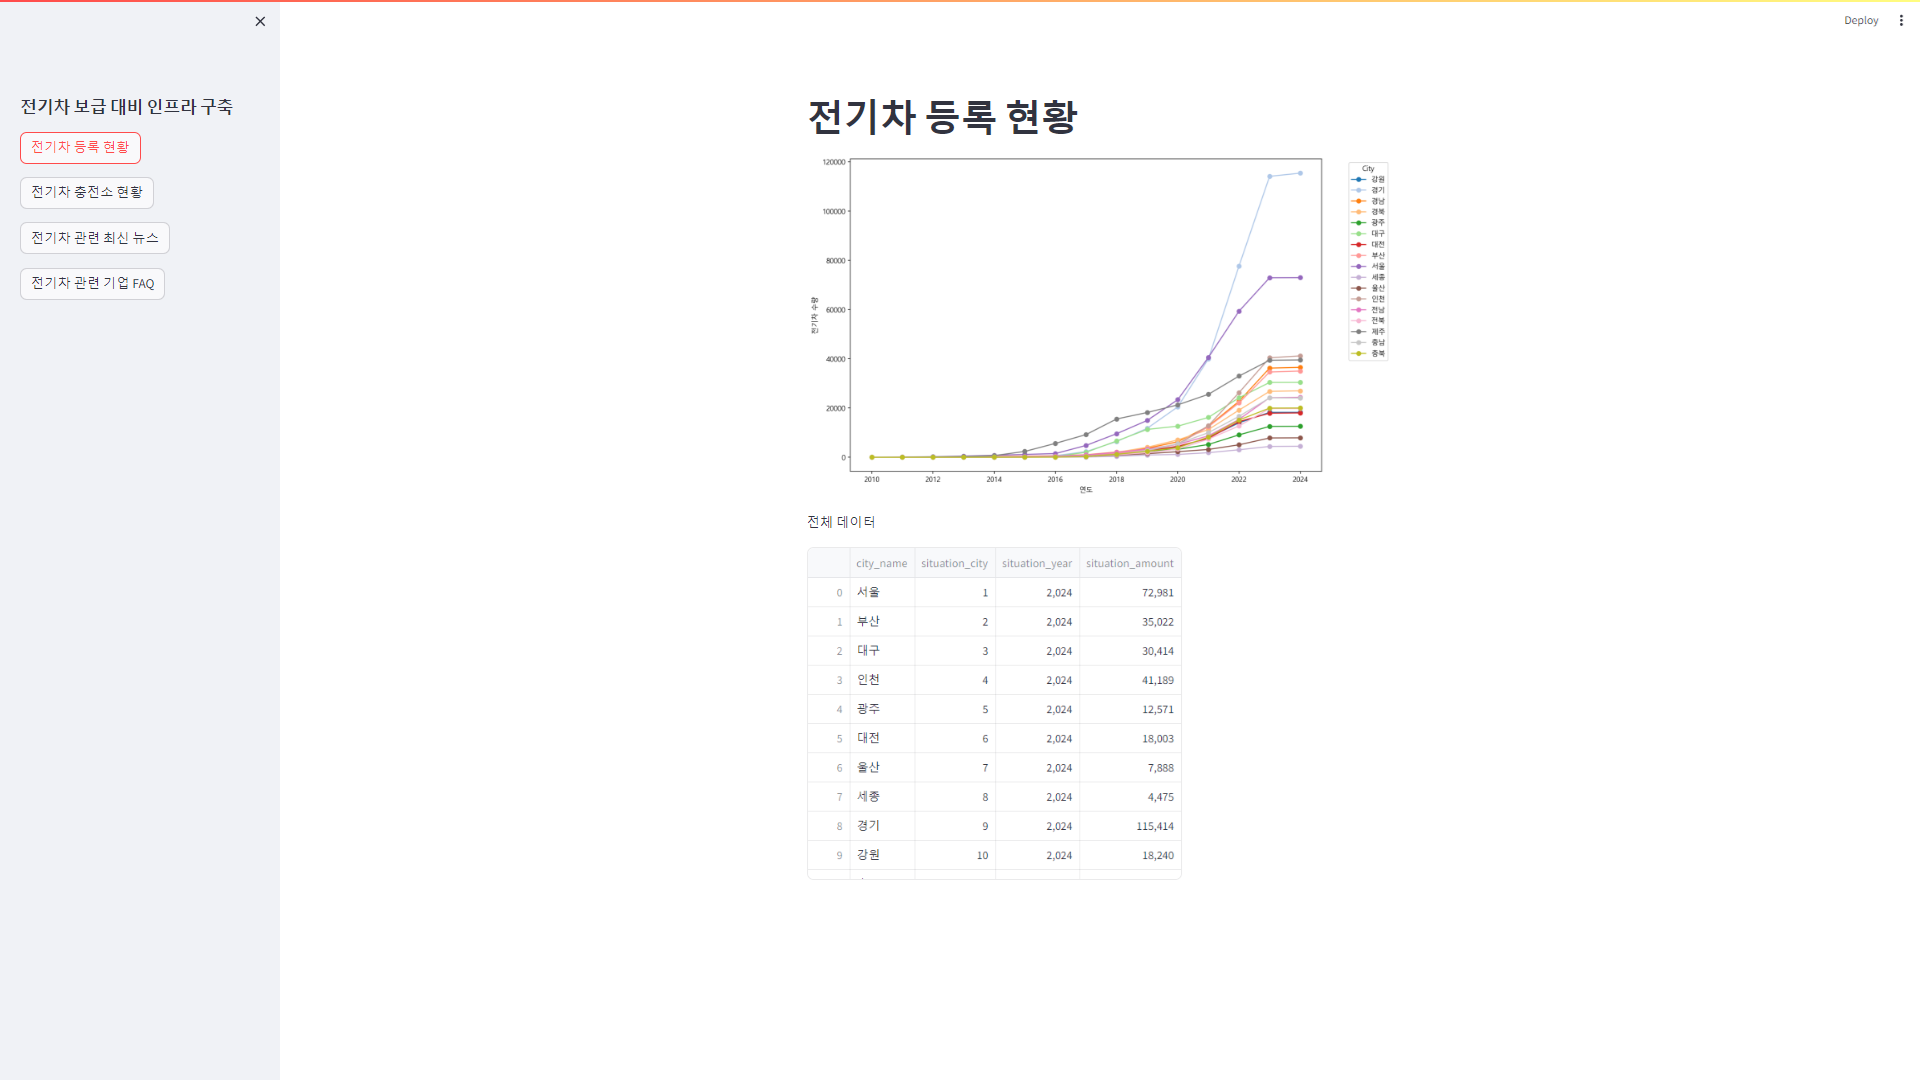 Deploy
전기차 보급 대비 인프라 구축
전기차 등록 현황
전기차 충전소 현황
전기차 관련 최신 뉴스
전기차 관련 기업 FAQ
전기차 등록 현황
120000
100000
80000
60000
40000
20000
0
전기차 수량
2010 2012 2014 2016 2018 2020 2022 2024
연도
City
강원
경기
경남
경북
광주
대구
대전
부산
서울
세종
울산
인천
전남
전북
제주
충남
충북
전체 데이터
city_name situation_city situation_year situation_amount
0 서울 1 2,024 72,981
1 부산 2 2,024 35,022
2 대구 3 2,024 30,414
3 인천 4 2,024 41,189
4 광주 5 2,024 12,571
5 대전 6 2,024 18,003
6 울산 7 2,024 7,888
7 세종 8 2,024 4,475
8 경기 9 2,024 115,414
9 강원 10 2,024 18,240